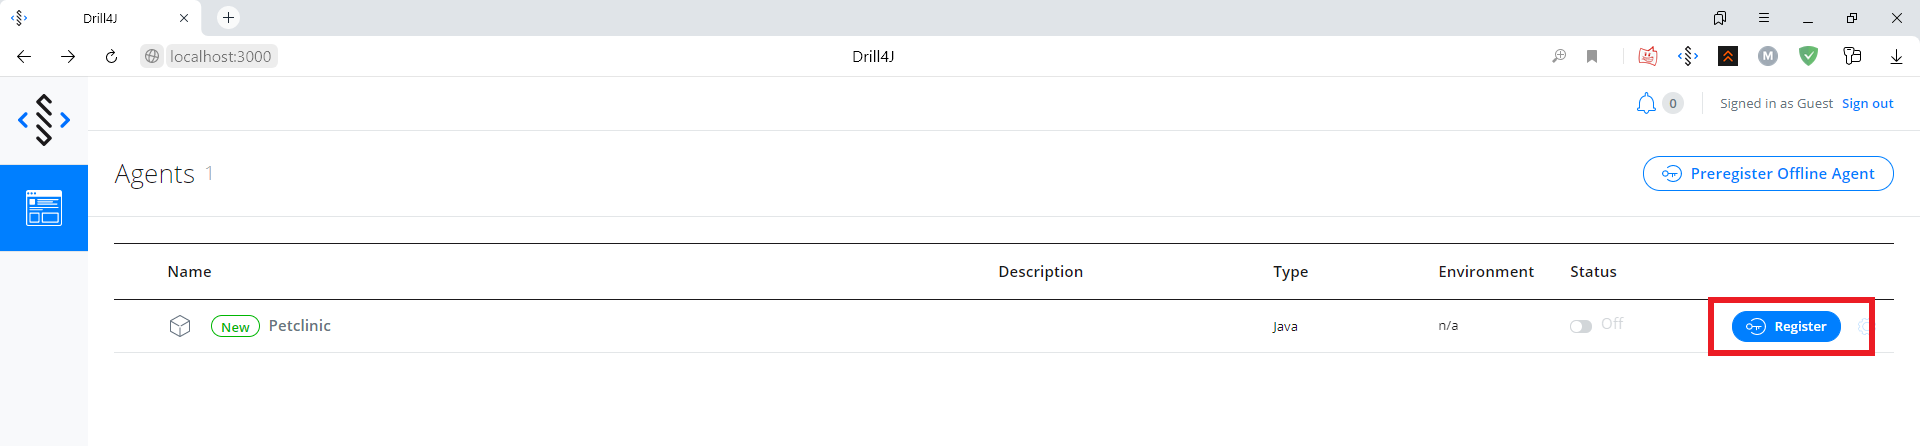 Drill4J
localhost:3000
Drill4J
M
0
Signed in as Guest Sign out
Agents 1
Preregister Offline Agent
Name Description Type Environment Status
New Petclinic Java n/a Off Register